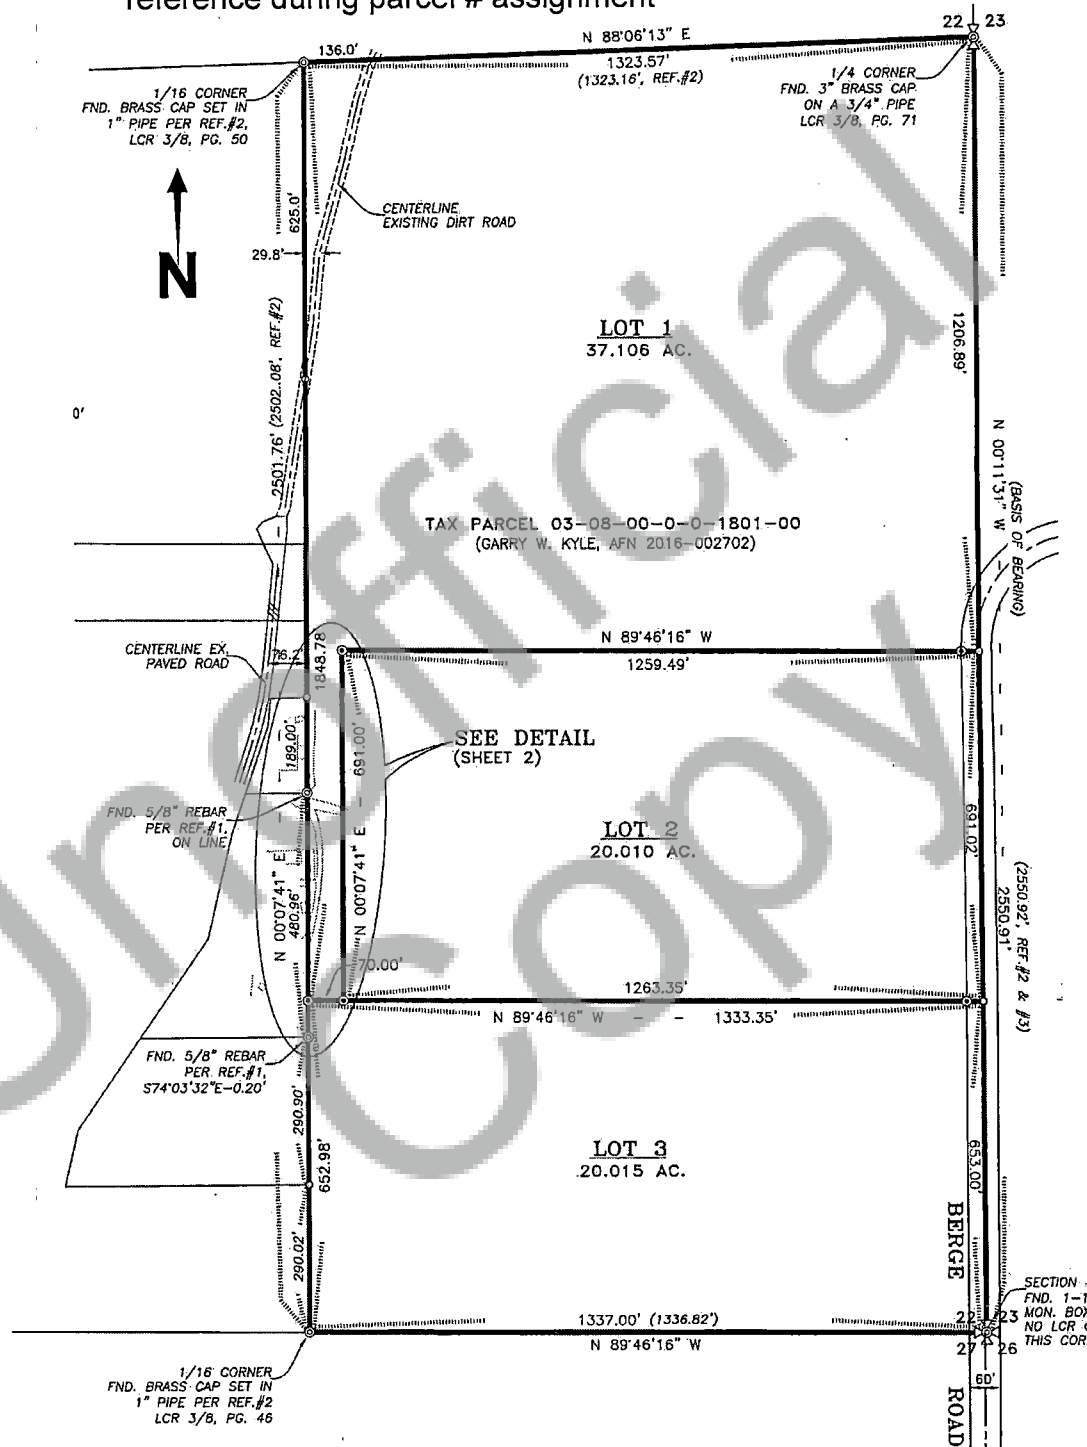 reference during parcel # assignment
22 23
N 88°06'13" E
136.0'
1323.57'
(1323.16', REF.#2)
1/16 CORNER
FND. BRASS CAP SET IN
1" PIPE PER REF.#2,
LCR 3/8, PG. 50
1/4 CORNER
FND. 3" BRASS CAP
ON A 3/4" PIPE
LCR 3/8, PG. 71
N
625.0'
CENTERLINE
EXISTING DIRT ROAD
29.8'
2501.76' (2502.08', REF.#2)
LOT 1
37.106 AC.
1206.89'
0'
N 00°11'31" W
(BASIS OF BEARING)
TAX PARCEL 03-08-00-0-0-1801-00
(GARRY W. KYLE, AFN 2016-002702)
CENTERLINE EX.
PAVED ROAD
76.2'
1848.78
N 89°46'16" W
1259.49'
189.00'
691.00'
SEE DETAIL
(SHEET 2)
FND. 5/8" REBAR
PER REF.#1,
ON LINE
LOT 2
20.010 AC.
691.02'
N 00°07'41" E
480.96'
N 00°07'41" E
2550.91'
(2550.92', REF.#2 & #3)
70.00'
1263.35'
N 89°46'16" W - - 1333.35'
FND. 5/8" REBAR
PER REF.#1,
S74°03'32"E-0.20'
290.90'
652.98'
LOT 3
20.015 AC.
653.00'
290.02'
BERGE
ROAD
SECTION
FND. 1-1
MON. BOX
NO LCR
THIS COR
22 23
27 26
1337.00' (1336.82')
N 89°46'16" W
60'
1/16 CORNER
FND. BRASS CAP SET IN
1" PIPE PER REF.#2
LCR 3/8, PG. 46
Unofficial
Copy